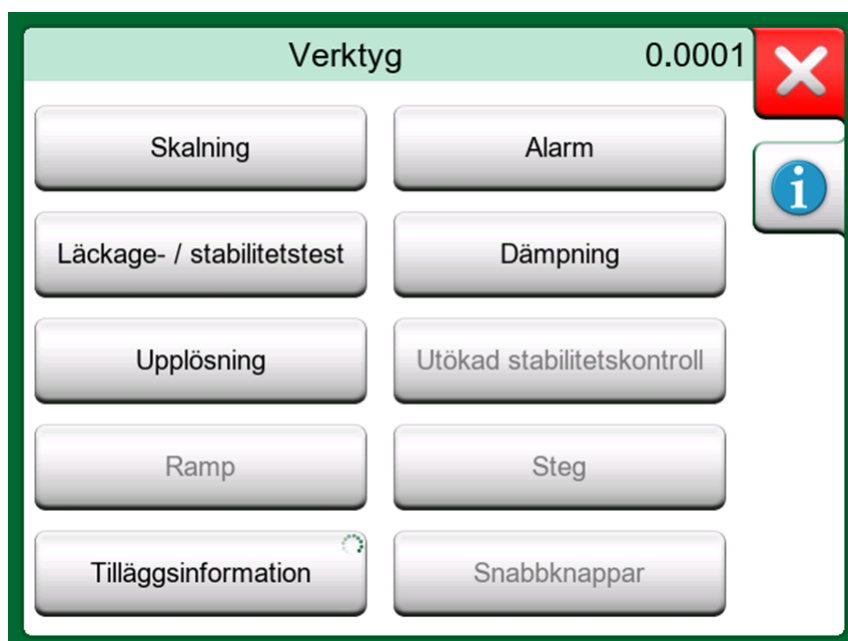 Verktyg 0.0001
Skalning Alarm
Läckage- / stabilitetstest Dämpning
Upplösning Utökad stabilitetskontroll
Ramp Steg
Tilläggsinformation Snabbknappar